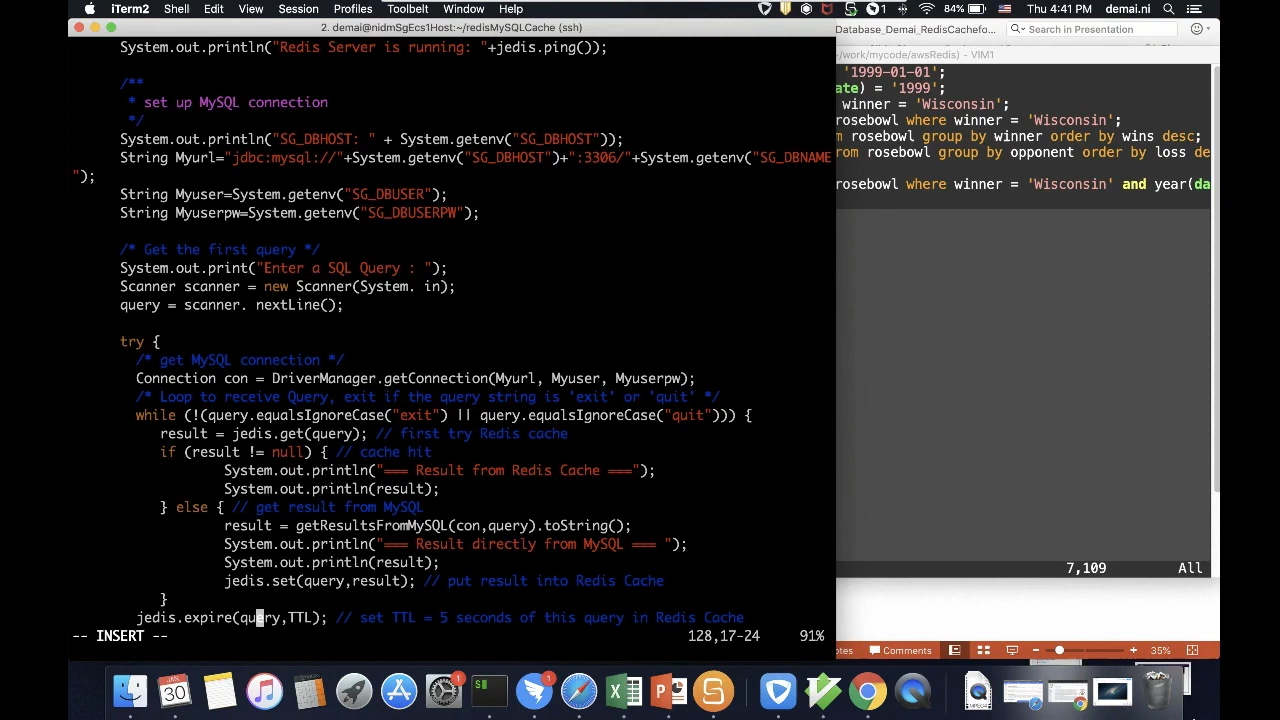 iTerm2 Shell Edit View Session Profiles Toolbelt Window Help
1 84% Thu 4:41 PM demai.ni
2. demai@nidmSgEcs1Host:~/redisMySQLCache (ssh)
System.out.println("Redis Server is running: "+jedis.ping());
/**
* set up MySQL connection
*/
System.out.println("SG_DBHOST: " + System.getenv("SG_DBHOST"));
String Myurl="jdbc:mysql://"+System.getenv("SG_DBHOST")+":3306/"+System.getenv("SG_DBNAME
");
String Myuser=System.getenv("SG_DBUSER");
String Myuserpw=System.getenv("SG_DBUSERPW");
/* Get the first query */
System.out.print("Enter a SQL Query : ");
Scanner scanner = new Scanner(System. in);
query = scanner. nextLine();
try {
/* get MySQL connection */
Connection con = DriverManager.getConnection(Myurl, Myuser, Myuserpw);
/* Loop to receive Query, exit if the query string is 'exit' or 'quit' */
while (!(query.equalsIgnoreCase("exit") || query.equalsIgnoreCase("quit"))) {
result = jedis.get(query); // first try Redis cache
if (result != null) { // cache hit
System.out.println("=== Result from Redis Cache ===");
System.out.println(result);
} else { // get result from MySQL
result = getResultsFromMySQL(con,query).toString();
System.out.println("=== Result directly from MySQL === ");
System.out.println(result);
jedis.set(query,result); // put result into Redis Cache
}
jedis.expire(query,TTL); // set TTL = 5 seconds of this query in Redis Cache
-- INSERT -- 128,17-24 91%
Database_Demai_RedisCachefo... Search in Presentation
~/work/mycode/awsRedis) - VIM1
'1999-01-01';
ate) = '1999';
winner = 'Wisconsin';
rosebowl where winner = 'Wisconsin';
m rosebowl group by winner order by wins desc;
rom rosebowl group by opponent order by loss de
rosebowl where winner = 'Wisconsin' and year(da
7,109 All
otes Comments 35%
JAN
30
1
$
1
MPEG4